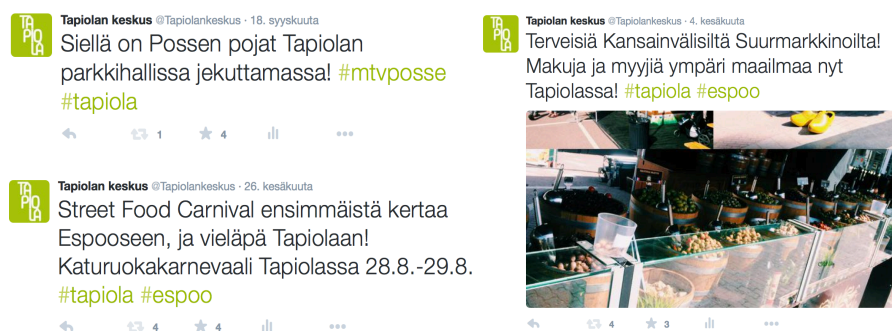 TAPIOLA
Tapiolan keskus @Tapiolankeskus · 18. syyskuuta
Siellä on Possen pojat Tapiolan
parkkihallissa jekuttamassa! #mtvposse
#tapiola
1 4
TAPIOLA
Tapiolan keskus @Tapiolankeskus · 26. kesäkuuta
Street Food Carnival ensimmäistä kertaa
Espooseen, ja vieläpä Tapiolaan!
Katuruokakarnevaali Tapiolassa 28.8.-29.8.
#tapiola #espoo
4 4
TAPIOLA
Tapiolan keskus @Tapiolankeskus · 4. kesäkuuta
Terveisiä Kansainvälisiltä Suurmarkkinoilta!
Makuja ja myyjiä ympäri maailmaa nyt
Tapiolassa! #tapiola #espoo
4 3